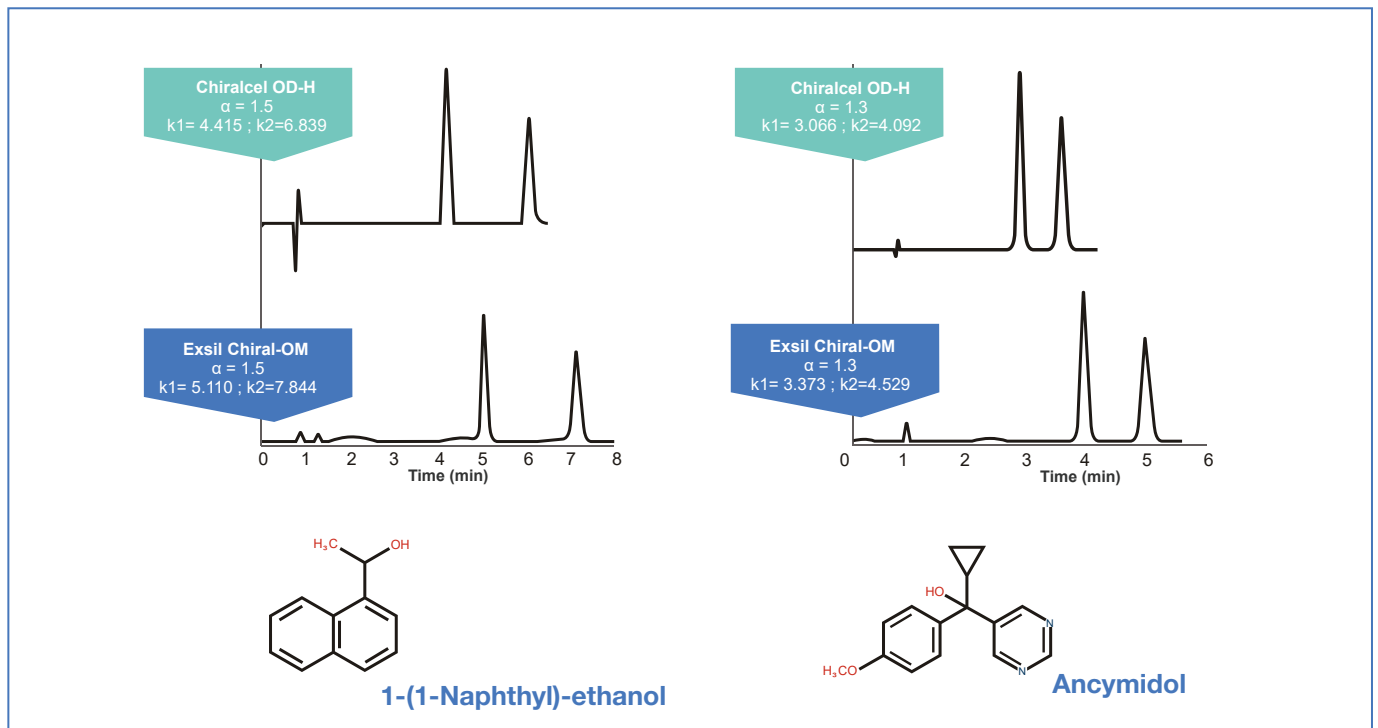 Chiralcel OD-H
α = 1.5
k1= 4.415 ; k2=6.839
Exsil Chiral-OM
α = 1.5
k1= 5.110 ; k2=7.844
0 1 2 3 4 5 6 7 8
Time (min)
H₃C OH
1-(1-Naphthyl)-ethanol
Chiralcel OD-H
α = 1.3
k1= 3.066 ; k2=4.092
Exsil Chiral-OM
α = 1.3
k1= 3.373 ; k2=4.529
0 1 2 3 4 5 6
Time (min)
HO
N
H₃CO N
Ancymidol